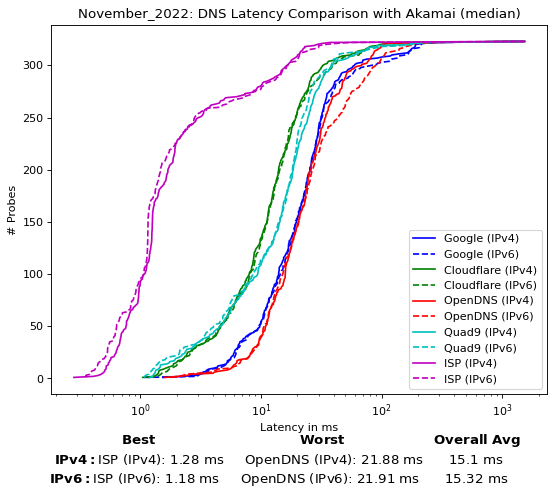 November_2022: DNS Latency Comparison with Akamai (median)
# Probes
300
250
200
150
100
50
0
Google (IPv4)
Google (IPv6)
Cloudflare (IPv4)
Cloudflare (IPv6)
OpenDNS (IPv4)
OpenDNS (IPv6)
Quad9 (IPv4)
Quad9 (IPv6)
ISP (IPv4)
ISP (IPv6)
10⁰ 10¹ 10² 10³
Latency in ms
Best Worst Overall Avg
IPv4: ISP (IPv4): 1.28 ms OpenDNS (IPv4): 21.88 ms 15.1 ms
IPv6: ISP (IPv6): 1.18 ms OpenDNS (IPv6): 21.91 ms 15.32 ms